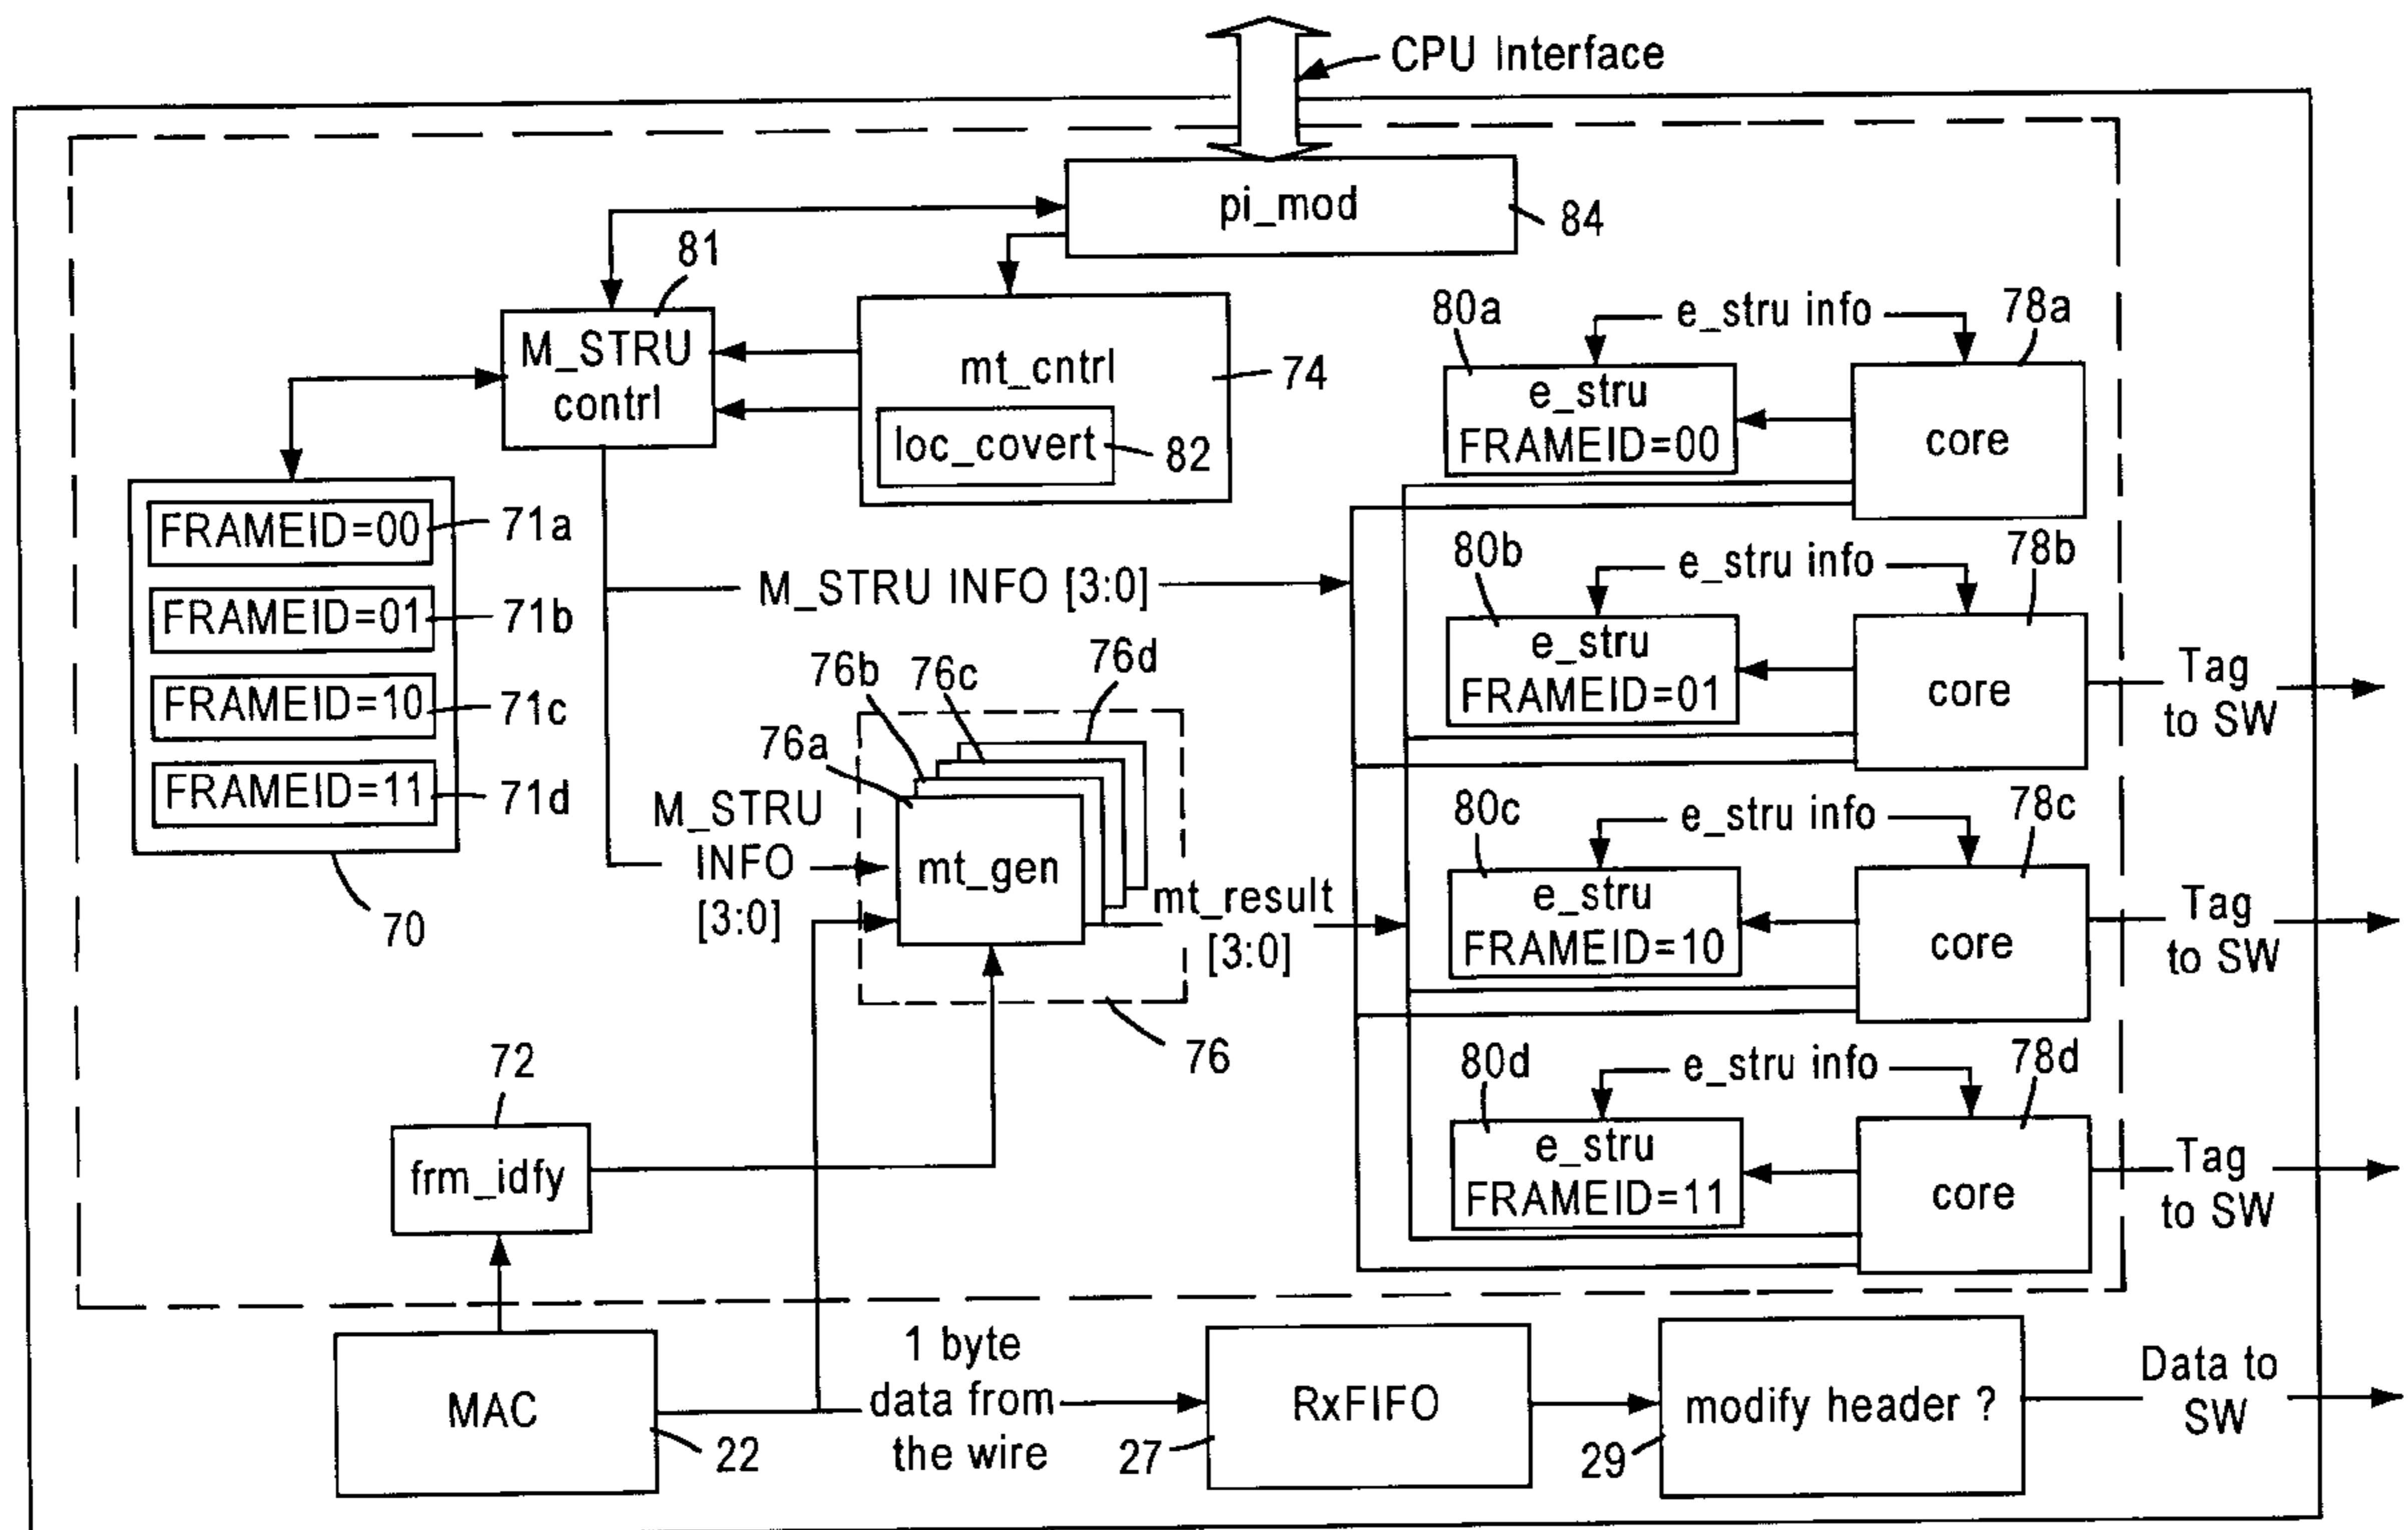 CPU Interface
pi_mod
84
81
M_STRU
contrl
mt_cntrl
74
loc_covert
82
80a
e_stru info
78a
e_stru
FRAMEID=00
core
FRAMEID=00
71a
FRAMEID=01
71b
FRAMEID=10
71c
FRAMEID=11
71d
70
M_STRU INFO [3:0]
80b
e_stru info
78b
e_stru
FRAMEID=01
core
Tag
to SW
76b
76c
76d
76a
M_STRU
INFO
[3:0]
mt_gen
mt_result
[3:0]
76
80c
e_stru info
78c
e_stru
FRAMEID=10
core
Tag
to SW
72
frm_idfy
80d
e_stru info
78d
e_stru
FRAMEID=11
core
Tag
to SW
MAC
22
1 byte
data from
the wire
RxFIFO
27
modify header ?
29
Data to
SW